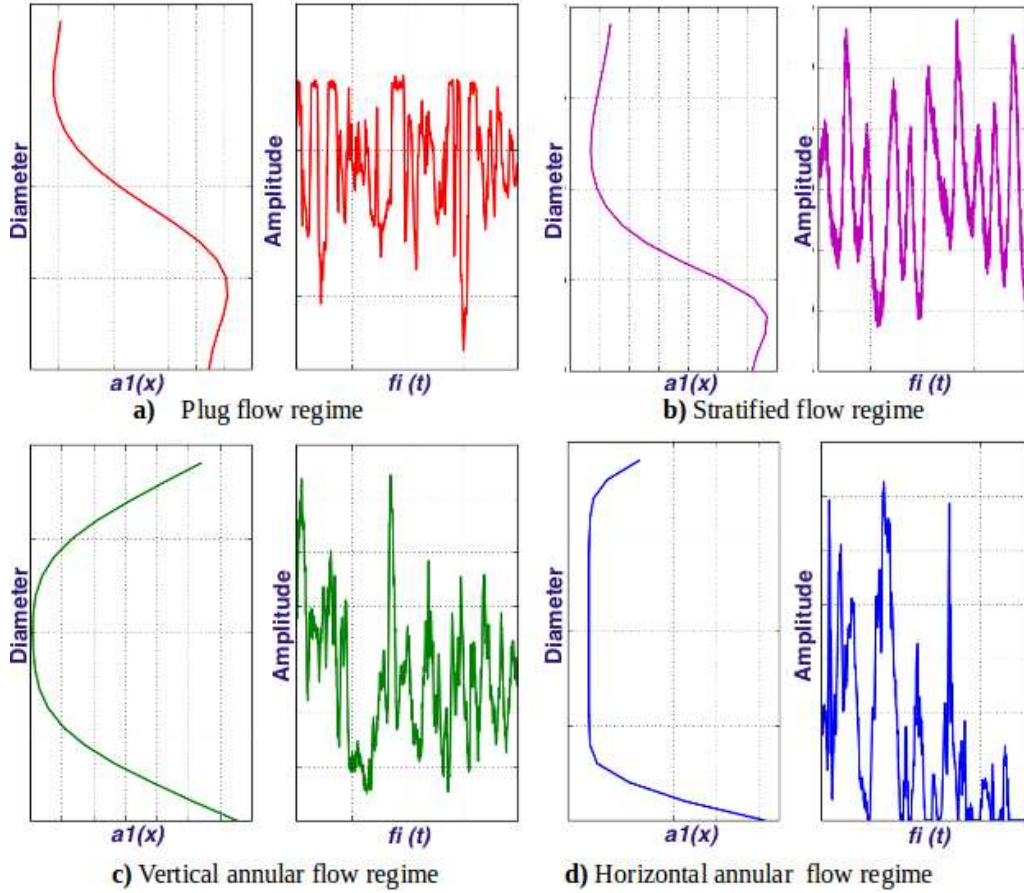 Diameter
a1(x)
Amplitude
fi (t)
a) Plug flow regime
Diameter
a1(x)
Amplitude
fi (t)
b) Stratified flow regime
Diameter
a1(x)
Amplitude
fi (t)
c) Vertical annular flow regime
Diameter
a1(x)
Amplitude
fi (t)
d) Horizontal annular flow regime